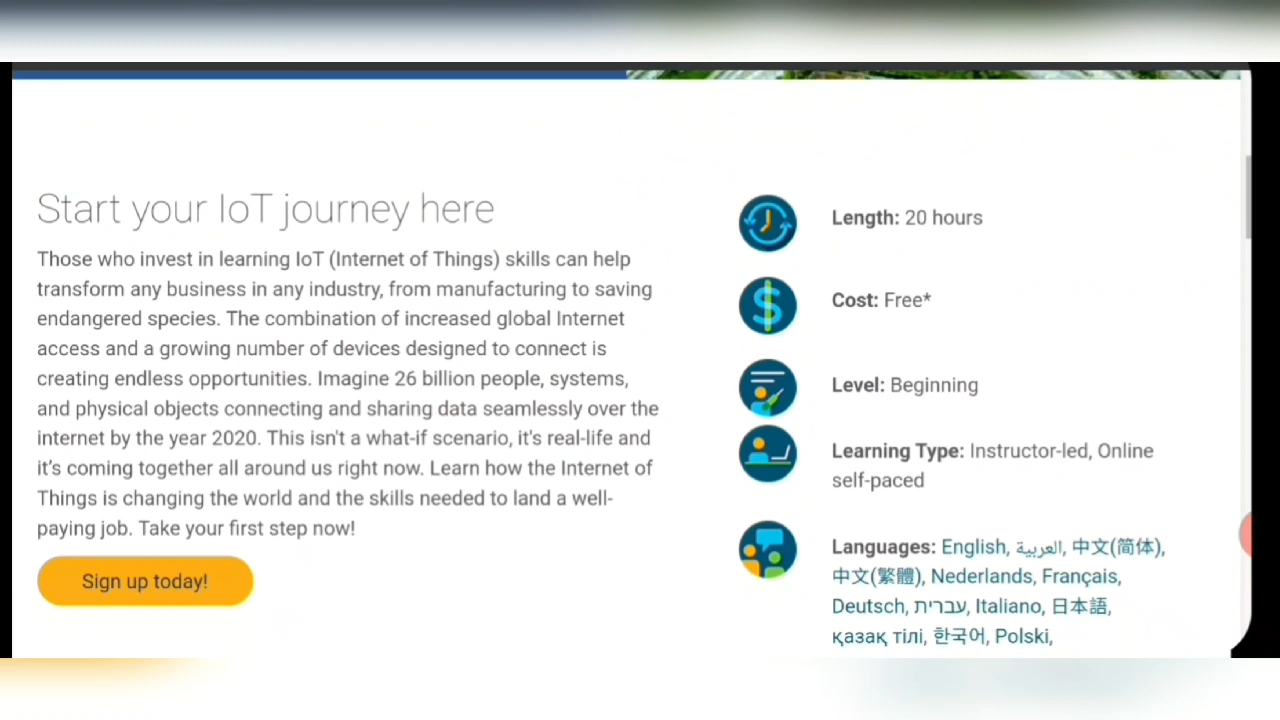 Start your IoT journey here
Those who invest in learning IoT (Internet of Things) skills can help
transform any business in any industry, from manufacturing to saving
endangered species. The combination of increased global Internet
access and a growing number of devices designed to connect is
creating endless opportunities. Imagine 26 billion people, systems,
and physical objects connecting and sharing data seamlessly over the
internet by the year 2020. This isn't a what-if scenario, it's real-life and
it's coming together all around us right now. Learn how the Internet of
Things is changing the world and the skills needed to land a well-
paying job. Take your first step now!
Sign up today!
Length: 20 hours
Cost: Free*
Level: Beginning
Learning Type: Instructor-led, Online
self-paced
Languages: English, العربية, 中文(简体),
中文(繁體), Nederlands, Français,
Deutsch, עברית, Italiano, 日本語,
қазақ тілі, 한국어, Polski,